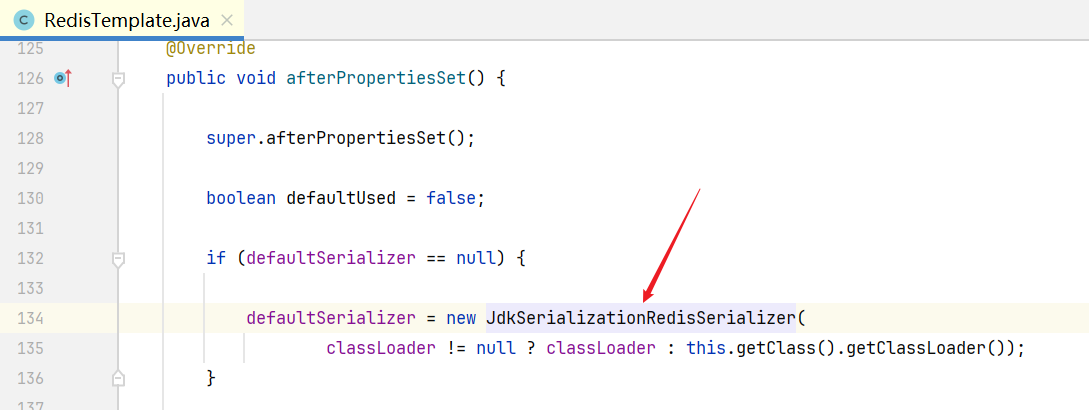 RedisTemplate.java
125 @Override
126 public void afterPropertiesSet() {
127
128 super.afterPropertiesSet();
129
130 boolean defaultUsed = false;
131
132 if (defaultSerializer == null) {
133
134 defaultSerializer = new JdkSerializationRedisSerializer(
135 classLoader != null ? classLoader : this.getClass().getClassLoader());
136 }
137